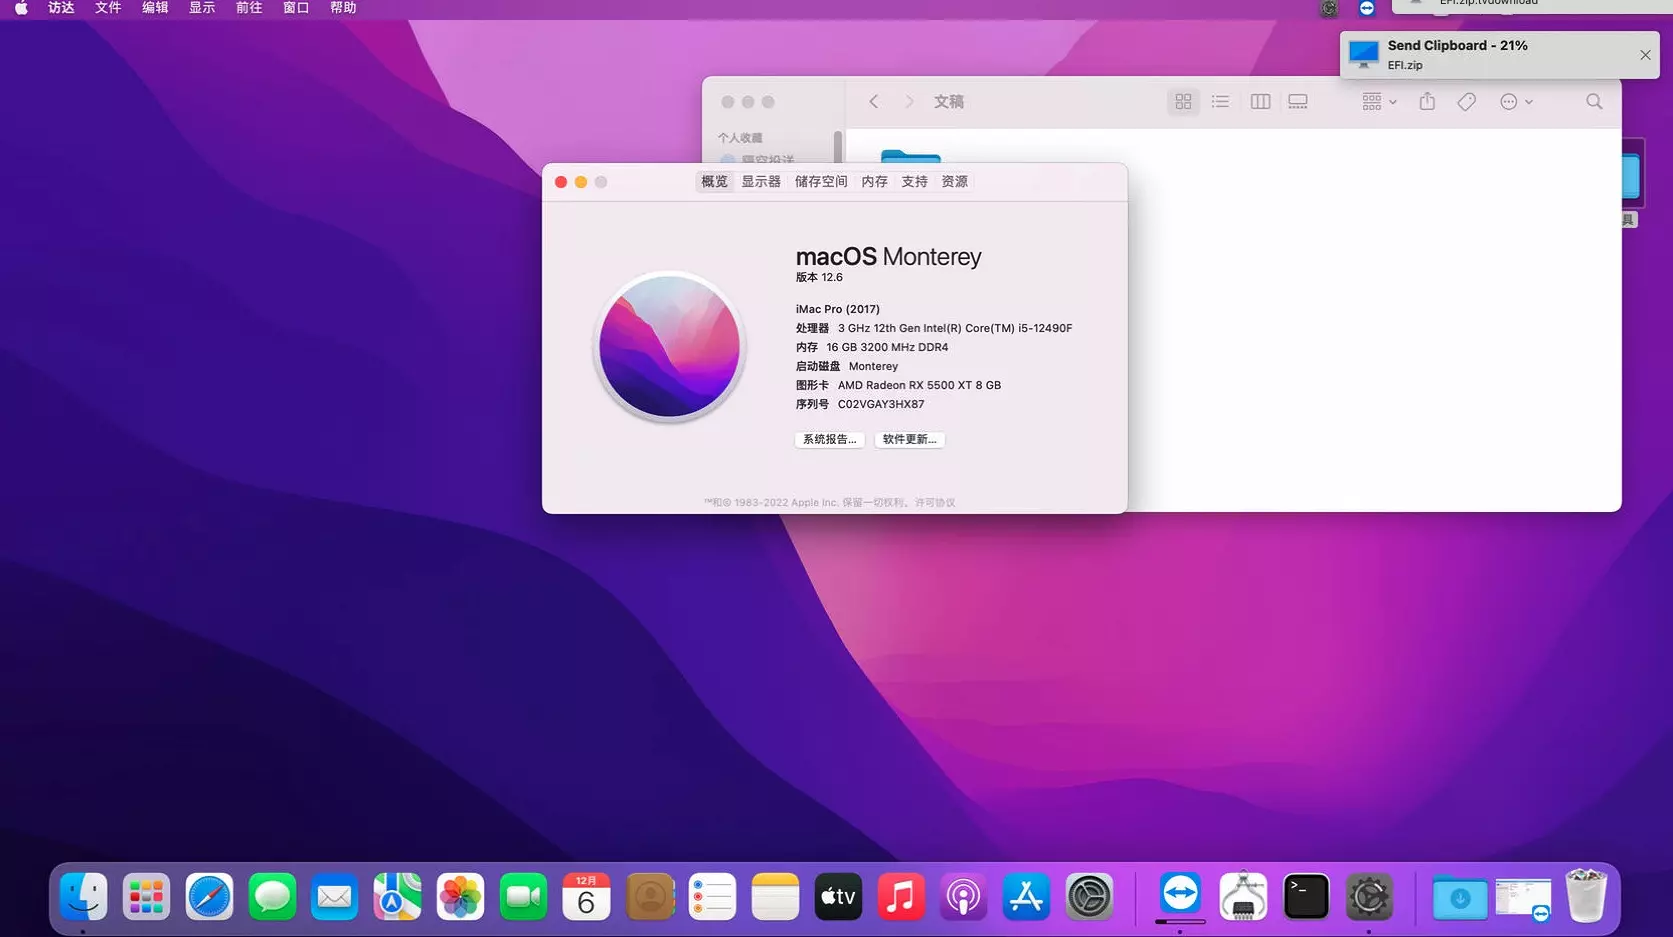 访达 文件 编辑 显示 前往 窗口 帮助
EFI.zip.tvdownload
Send Clipboard - 21%
EFI.zip
文稿
个人收藏
隔空投送
具
概览 显示器 储存空间 内存 支持 资源
macOS Monterey
版本 12.6
iMac Pro (2017)
处理器 3 GHz 12th Gen Intel(R) Core(TM) i5-12490F
内存 16 GB 3200 MHz DDR4
启动磁盘 Monterey
图形卡 AMD Radeon RX 5500 XT 8 GB
序列号 C02VGAY3HX87
系统报告... 软件更新...
™和© 1983-2022 Apple Inc. 保留一切权利。许可协议
12月
6
tv
>_